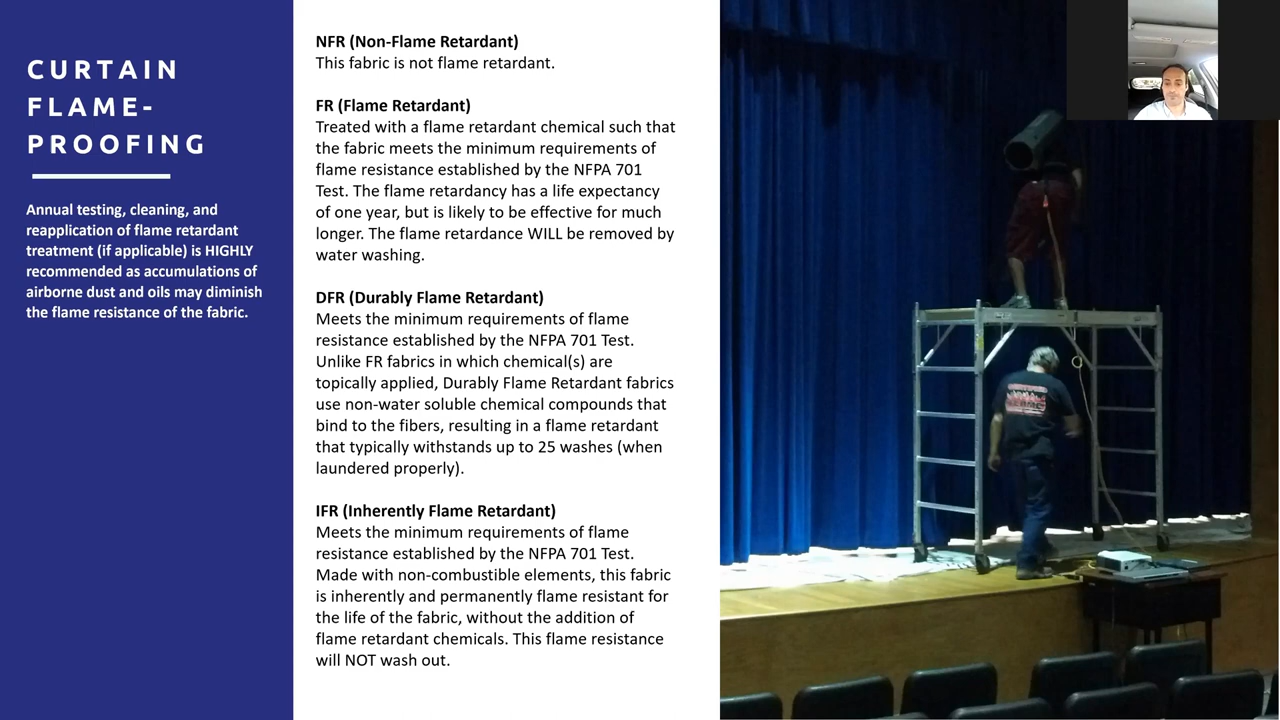 CURTAIN
FLAME-
PROOFING
Annual testing, cleaning, and
reapplication of flame retardant
treatment (if applicable) is HIGHLY
recommended as accumulations of
airborne dust and oils may diminish
the flame resistance of the fabric.
NFR (Non-Flame Retardant)
This fabric is not flame retardant.
FR (Flame Retardant)
Treated with a flame retardant chemical such that
the fabric meets the minimum requirements of
flame resistance established by the NFPA 701
Test. The flame retardancy has a life expectancy
of one year, but is likely to be effective for much
longer. The flame retardance WILL be removed by
water washing.
DFR (Durably Flame Retardant)
Meets the minimum requirements of flame
resistance established by the NFPA 701 Test.
Unlike FR fabrics in which chemical(s) are
topically applied, Durably Flame Retardant fabrics
use non-water soluble chemical compounds that
bind to the fibers, resulting in a flame retardant
that typically withstands up to 25 washes (when
laundered properly).
IFR (Inherently Flame Retardant)
Meets the minimum requirements of flame
resistance established by the NFPA 701 Test.
Made with non-combustible elements, this fabric
is inherently and permanently flame resistant for
the life of the fabric, without the addition of
flame retardant chemicals. This flame resistance
will NOT wash out.